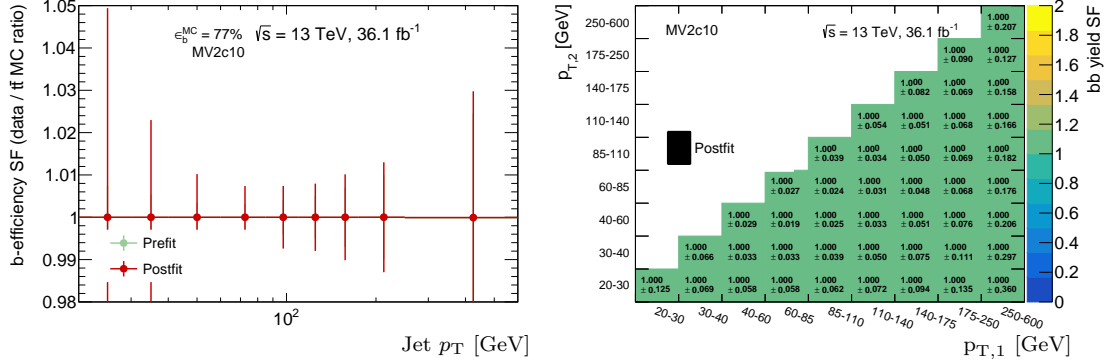 b-efficiency SF (data / tt̄ MC ratio)
1.05
1.04
1.03
1.02
1.01
1
0.99
0.98
ϵ_b^MC = 77% √s = 13 TeV, 36.1 fb⁻¹
MV2c10
Prefit
Postfit
10²
Jet p_T [GeV]
p_T,2 [GeV]
MV2c10 √s = 13 TeV, 36.1 fb⁻¹
Postfit
250-600 1.000 ± 0.207
175-250 1.000 ± 0.090 1.000 ± 0.127
140-175 1.000 ± 0.082 1.000 ± 0.069 1.000 ± 0.158
110-140 1.000 ± 0.054 1.000 ± 0.051 1.000 ± 0.068 1.000 ± 0.166
85-110 1.000 ± 0.039 1.000 ± 0.034 1.000 ± 0.050 1.000 ± 0.069 1.000 ± 0.182
60-85 1.000 ± 0.027 1.000 ± 0.024 1.000 ± 0.031 1.000 ± 0.048 1.000 ± 0.068 1.000 ± 0.176
40-60 1.000 ± 0.029 1.000 ± 0.019 1.000 ± 0.025 1.000 ± 0.033 1.000 ± 0.051 1.000 ± 0.076 1.000 ± 0.206
30-40 1.000 ± 0.066 1.000 ± 0.033 1.000 ± 0.033 1.000 ± 0.039 1.000 ± 0.050 1.000 ± 0.075 1.000 ± 0.111 1.000 ± 0.297
20-30 1.000 ± 0.125 1.000 ± 0.069 1.000 ± 0.058 1.000 ± 0.058 1.000 ± 0.062 1.000 ± 0.072 1.000 ± 0.094 1.000 ± 0.135 1.000 ± 0.360
20-30 30-40 40-60 60-85 85-110 110-140 140-175 175-250 250-600
p_T,1 [GeV]
2
1.8
1.6
1.4
1.2
1
0.8
0.6
0.4
0.2
0
bb yield SF